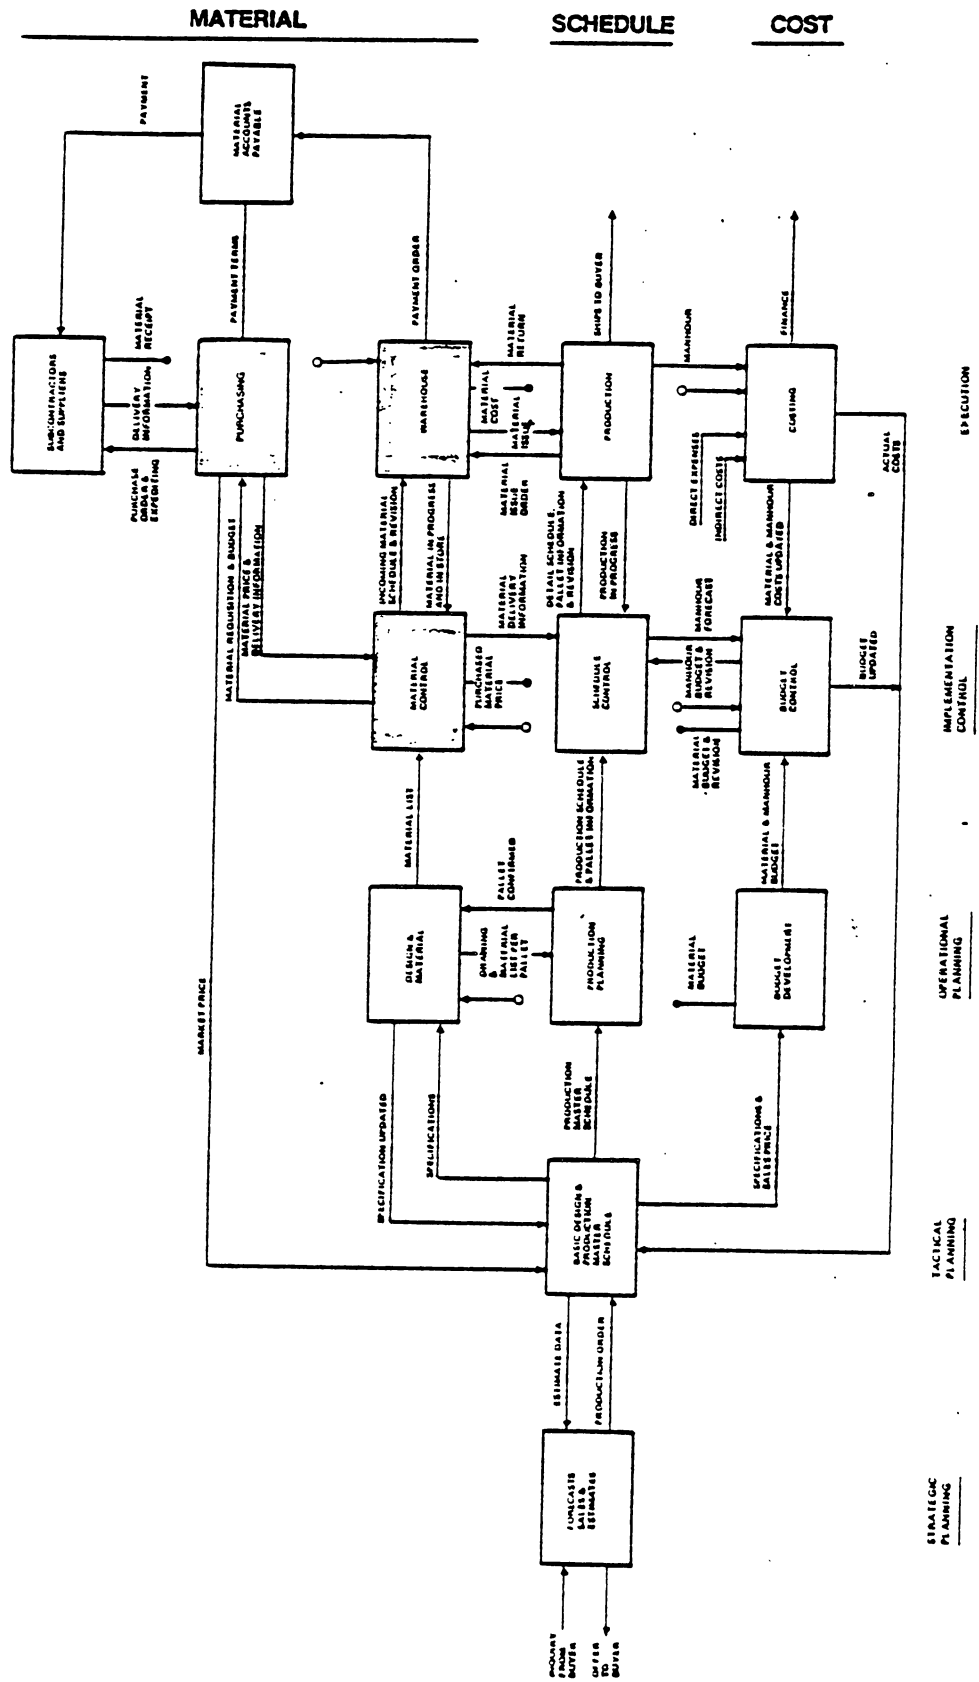 MATERIAL
SCHEDULE
COST
PAYMENT
MATERIAL
ACCOUNTS
PAYABLE
PAYMENT TERMS
PAYMENT ORDER
SUBCONTRACTORS
AND SUPPLIERS
MATERIAL
RECEIPT
DELIVERY
INFORMATION
PURCHASE
ORDER &
EXPEDITING
PURCHASING
WAREHOUSE
MATERIAL
RETURN
MATERIAL
COST
MATERIAL
ISSUE
MATERIAL
ISSUE
ORDER
PRODUCTION
SHIPS TO BUYER
MANHOUR
COSTING
FINANCE
DIRECT EXPENSES
INDIRECT COSTS
ACTUAL
COSTS
EXECUTION
MATERIAL REQUISITION & BUDGET
MATERIAL PRICE &
DELIVERY INFORMATION
INCOMING MATERIAL
SCHEDULE & REVISION
MATERIAL IN PROGRESS
AND IN STORE
MATERIAL
DELIVERY
INFORMATION
DETAIL SCHEDULE,
PALLET INFORMATION
& REVISION
PRODUCTION
IN PROGRESS
MATERIAL & MANHOUR
COSTS UPDATED
MATERIAL
CONTROL
PURCHASED
MATERIAL
PRICE
SCHEDULE
CONTROL
MANHOUR
FORECAST
MANHOUR
BUDGET &
REVISION
MATERIAL
BUDGET &
REVISION
BUDGET
CONTROL
BUDGET
UPDATED
IMPLEMENTATION
CONTROL
MATERIAL LIST
PRODUCTION SCHEDULE
& PALLET INFORMATION
MATERIAL & MANHOUR
BUDGET
MARKET PRICE
DESIGN &
MATERIAL
PALLET
CONFIRMED
DRAINING
&
MATERIAL
LIST PER
PALLET
PRODUCTION
PLANNING
MATERIAL
BUDGET
BUDGET
DEVELOPMENT
OPERATIONAL
PLANNING
SPECIFICATION UPDATED
SPECIFICATIONS
PRODUCTION
MASTER
SCHEDULE
SPECIFICATIONS &
SALES PRICE
BASIC DESIGN &
PRODUCTION
MASTER
SCHEDULE
TACTICAL
PLANNING
ESTIMATE DATA
PRODUCTION ORDER
FORECASTS
SALES &
ESTIMATES
STRATEGIC
PLANNING
INQUIRY
FROM
BUYER
OFFER
TO
BUYER